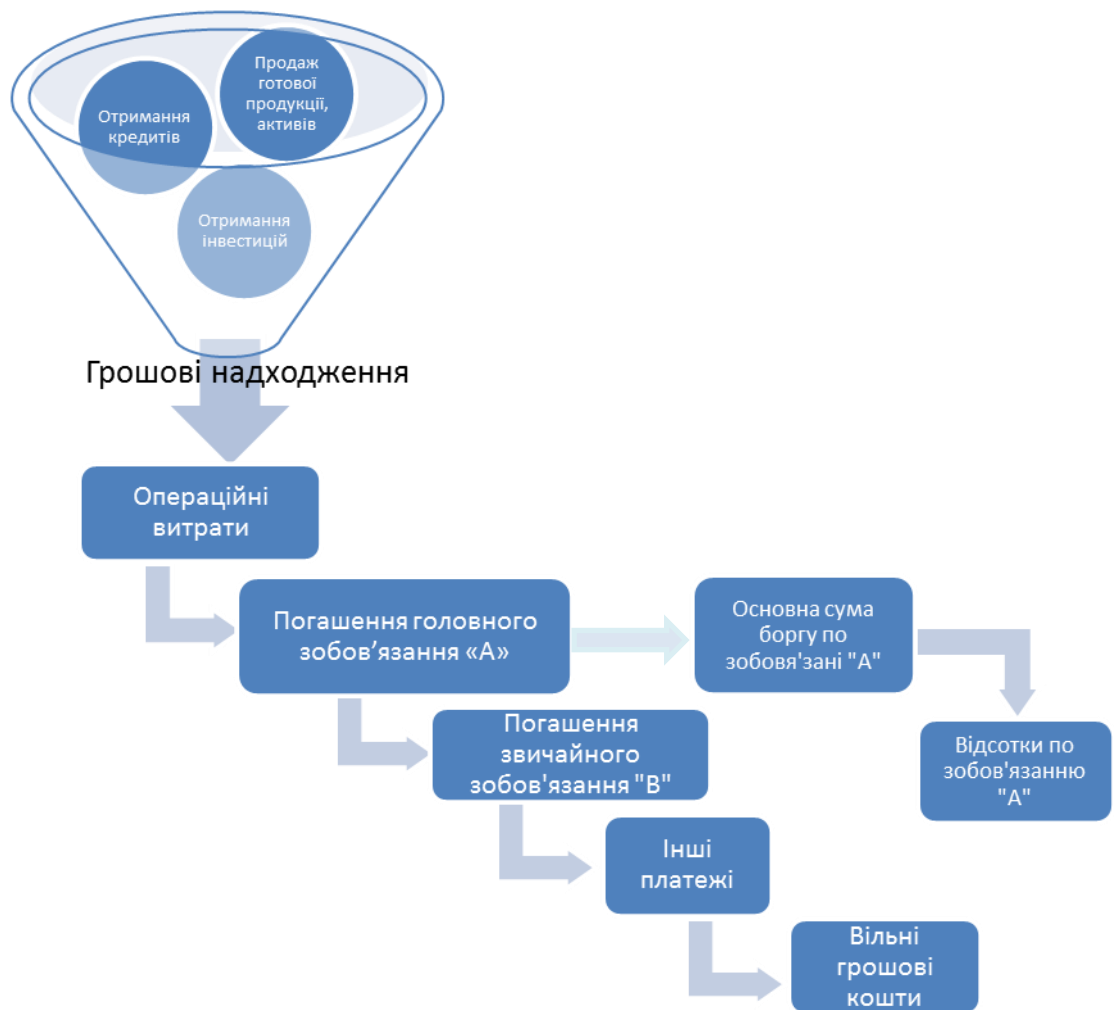 Продаж
готової
продукції,
активів
Отримання
кредитів
Отримання
інвестицій
Грошові надходження
Операційні
витрати
Погашення головного
зобов’язання «А»
Основна сума
боргу по
зобовя'зані "А"
Відсотки по
зобов'язанню
"А"
Погашення
звичайного
зобов'язання "В"
Інші
платежі
Вільні
грошові
кошти